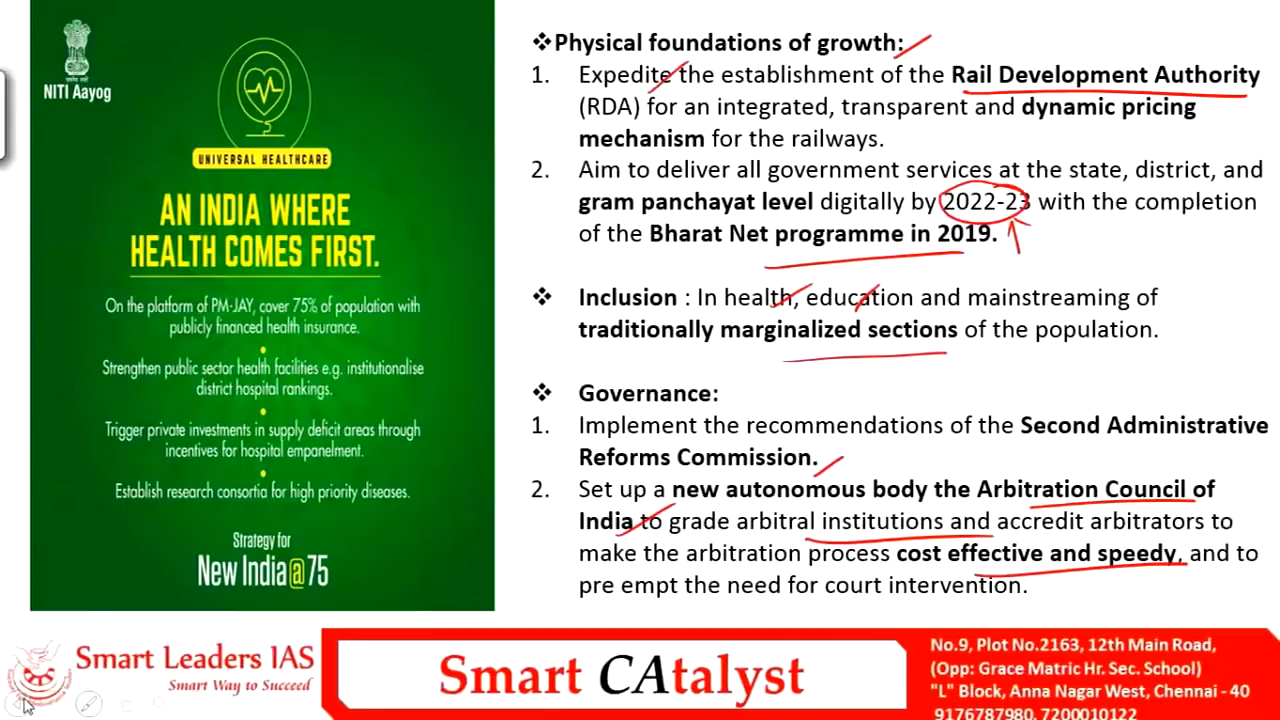 NITI Aayog
UNIVERSAL HEALTHCARE
AN INDIA WHERE
HEALTH COMES FIRST.
On the platform of PM-JAY, cover 75% of population with
publicly financed health insurance.
Strengthen public sector health facilities e.g. institutionalise
district hospital rankings.
Trigger private investments in supply deficit areas through
incentives for hospital empanelment.
Establish research consortia for high priority diseases.
Strategy for
New India@75
❖Physical foundations of growth:
1. Expedite the establishment of the Rail Development Authority
(RDA) for an integrated, transparent and dynamic pricing
mechanism for the railways.
2. Aim to deliver all government services at the state, district, and
gram panchayat level digitally by 2022-23 with the completion
of the Bharat Net programme in 2019.
❖ Inclusion : In health, education and mainstreaming of
traditionally marginalized sections of the population.
❖ Governance:
1. Implement the recommendations of the Second Administrative
Reforms Commission.
2. Set up a new autonomous body the Arbitration Council of
India to grade arbitral institutions and accredit arbitrators to
make the arbitration process cost effective and speedy, and to
pre empt the need for court intervention.
Smart Leaders IAS
Smart Way to Succeed
Smart CAtalyst
No.9, Plot No.2163, 12th Main Road,
(Opp: Grace Matric Hr. Sec. School)
"L" Block, Anna Nagar West, Chennai - 40
9176787980, 7200010122